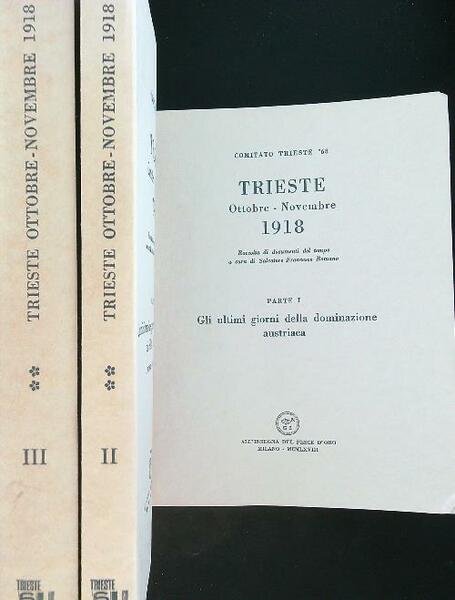 TRIESTE OTTOBRE-NOVEMBRE 1918
**
III
TRIESTE
TRIESTE OTTOBRE-NOVEMBRE 1918
**
II
TRIESTE
COMITATO TRIESTE '68
TRIESTE
Ottobre - Novembre
1918
Raccolta di documenti del tempo
a cura di Salvatore Francesco Romano
PARTE I
Gli ultimi giorni della dominazione
austriaca
ALL'INSEGNA DEL PESCE D'ORO
MILANO - MCMLXVIII